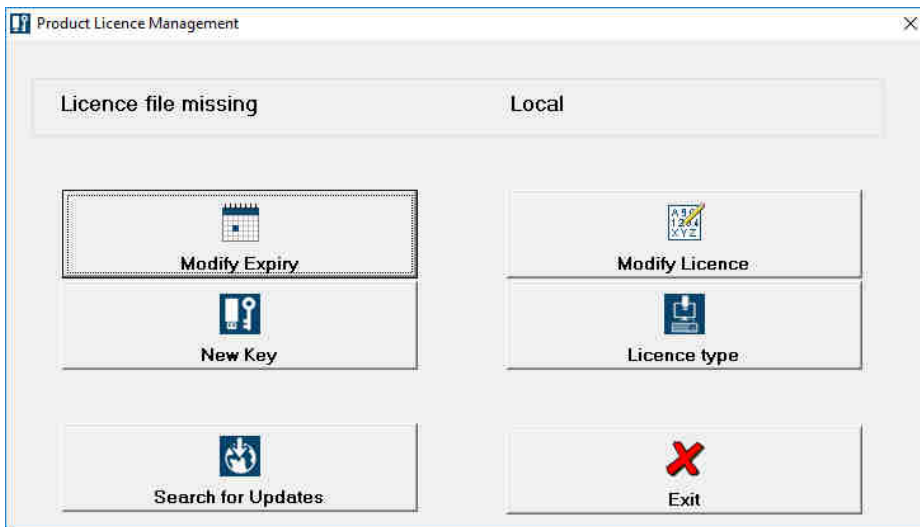 Product Licence Management
Licence file missing
Local
Modify Expiry
Modify Licence
New Key
Licence type
Search for Updates
Exit